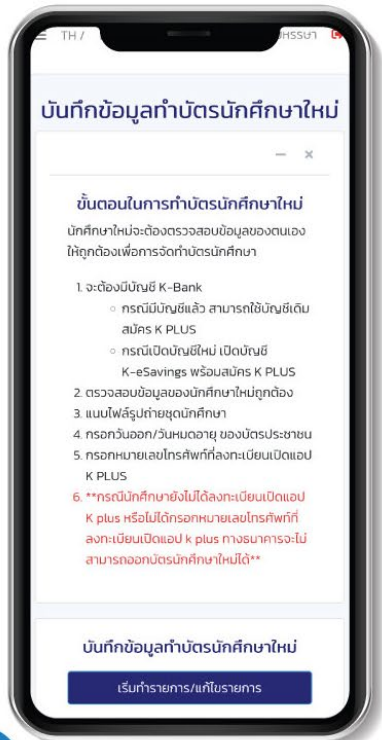 TH /
บันทึกข้อมูลทำบัตรนักศึกษาใหม่
ขั้นตอนในการทำบัตรนักศึกษาใหม่
นักศึกษาใหม่จะต้องตรวจสอบข้อมูลของตนเอง
ให้ถูกต้องเพื่อการจัดทำบัตรนักศึกษา
1. จะต้องมีบัญชี K-Bank
○ กรณีมีบัญชีแล้ว สามารถใช้บัญชีเดิม
สมัคร K PLUS
○ กรณีเปิดบัญชีใหม่ เปิดบัญชี
K-eSavings พร้อมสมัคร K PLUS
2. ตรวจสอบข้อมูลของนักศึกษาใหม่ถูกต้อง
3. แนบไฟล์รูปถ่ายชุดนักศึกษา
4. กรอกวันออก/วันหมดอายุ ของบัตรประชาชน
5. กรอกหมายเลขโทรศัพท์ที่ลงทะเบียนเปิดแอป
K PLUS
6. **กรณีนักศึกษายังไม่ได้ลงทะเบียนเปิดแอป
K plus หรือไม่ได้กรอกหมายเลขโทรศัพท์ที่
ลงทะเบียนเปิดแอป k plus ทางธนาคารจะไม่
สามารถออกบัตรนักศึกษาใหม่ได้**
บันทึกข้อมูลทำบัตรนักศึกษาใหม่
เริ่มทำรายการ/แก้ไขรายการ